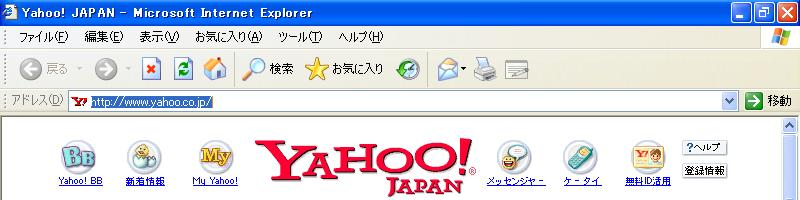 Yahoo! JAPAN - Microsoft Internet Explorer
ファイル(F) 編集(E) 表示(V) お気に入り(A) ツール(T) ヘルプ(H)
戻る 検索 お気に入り
アドレス(D) http://www.yahoo.co.jp/ 移動
BB My YAHOO! JAPAN ® Y! ?ヘルプ
Yahoo! BB 新着情報 My Yahoo! メッセンジャー ケータイ 無料ID活用 登録情報